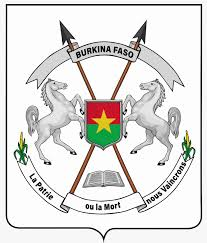 BURKINA FASO
La Patrie
ou la Mort
nous Vaincrons